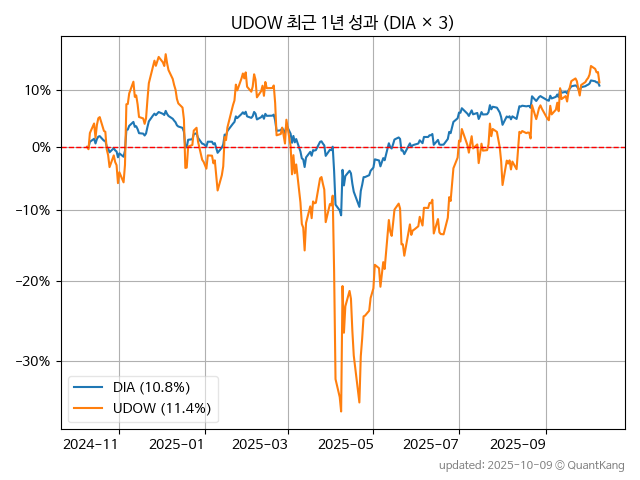 UDOW 최근 1년 성과 (DIA × 3)
10%
0%
−10%
−20%
−30%
DIA (10.8%)
UDOW (11.4%)
2024-11 2025-01 2025-03 2025-05 2025-07 2025-09
updated: 2025-10-09 © QuantKang